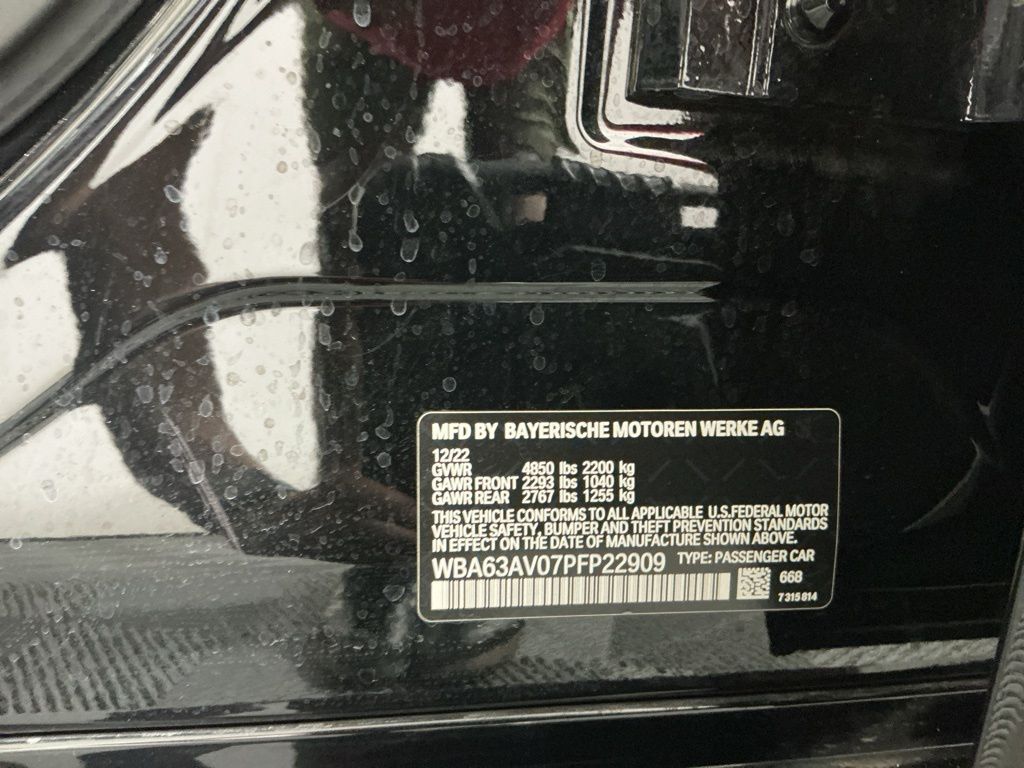 MFD BY BAYERISCHE MOTOREN WERKE AG
12/22
GVWR 4850 lbs 2200 kg
GAWR FRONT 2293 lbs 1040 kg
GAWR REAR 2767 lbs 1255 kg
THIS VEHICLE CONFORMS TO ALL APPLICABLE U.S.FEDERAL MOTOR
VEHICLE SAFETY, BUMPER AND THEFT PREVENTION STANDARDS
IN EFFECT ON THE DATE OF MANUFACTURE SHOWN ABOVE.
WBA63AV07PFP22909 TYPE: PASSENGER CAR
668
7 315 814